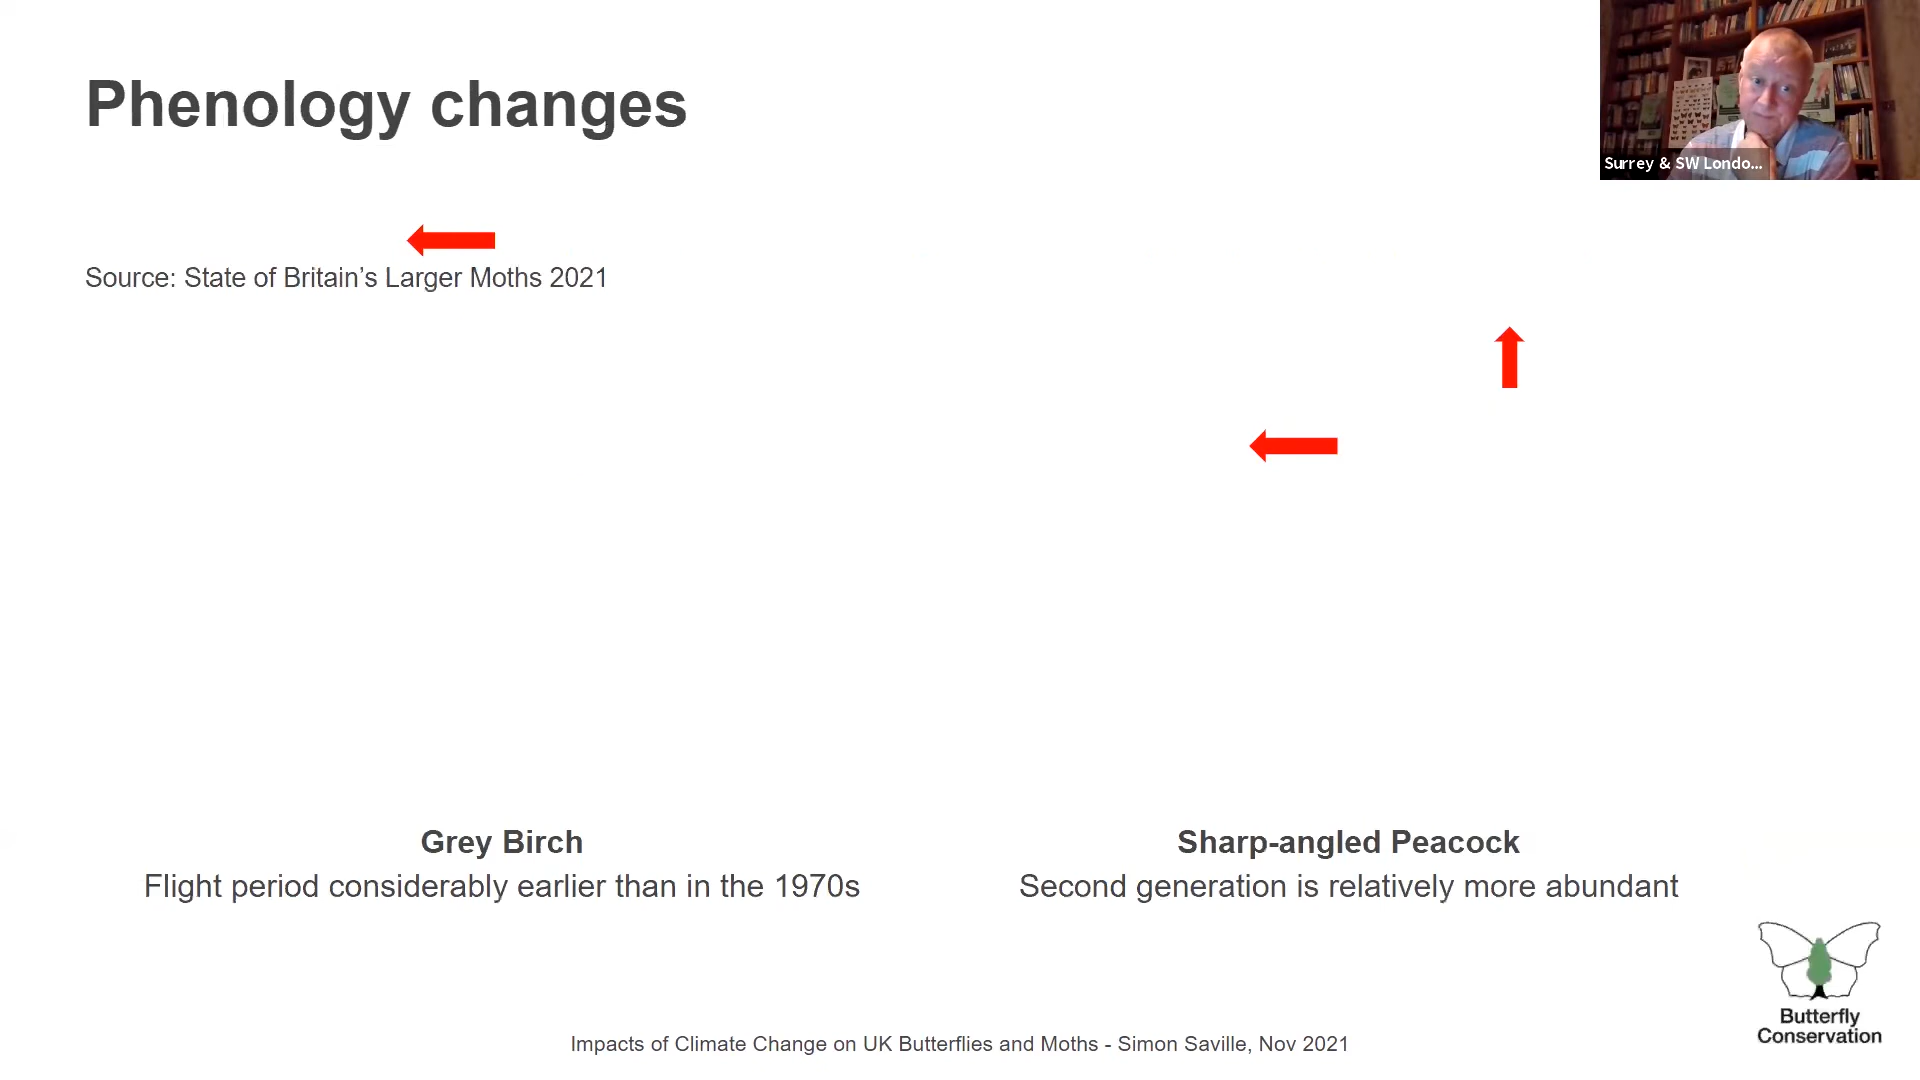 Phenology changes
Surrey & SW Londo...
Source: State of Britain’s Larger Moths 2021
Grey Birch
Flight period considerably earlier than in the 1970s
Sharp-angled Peacock
Second generation is relatively more abundant
Butterfly
Conservation
Impacts of Climate Change on UK Butterflies and Moths - Simon Saville, Nov 2021